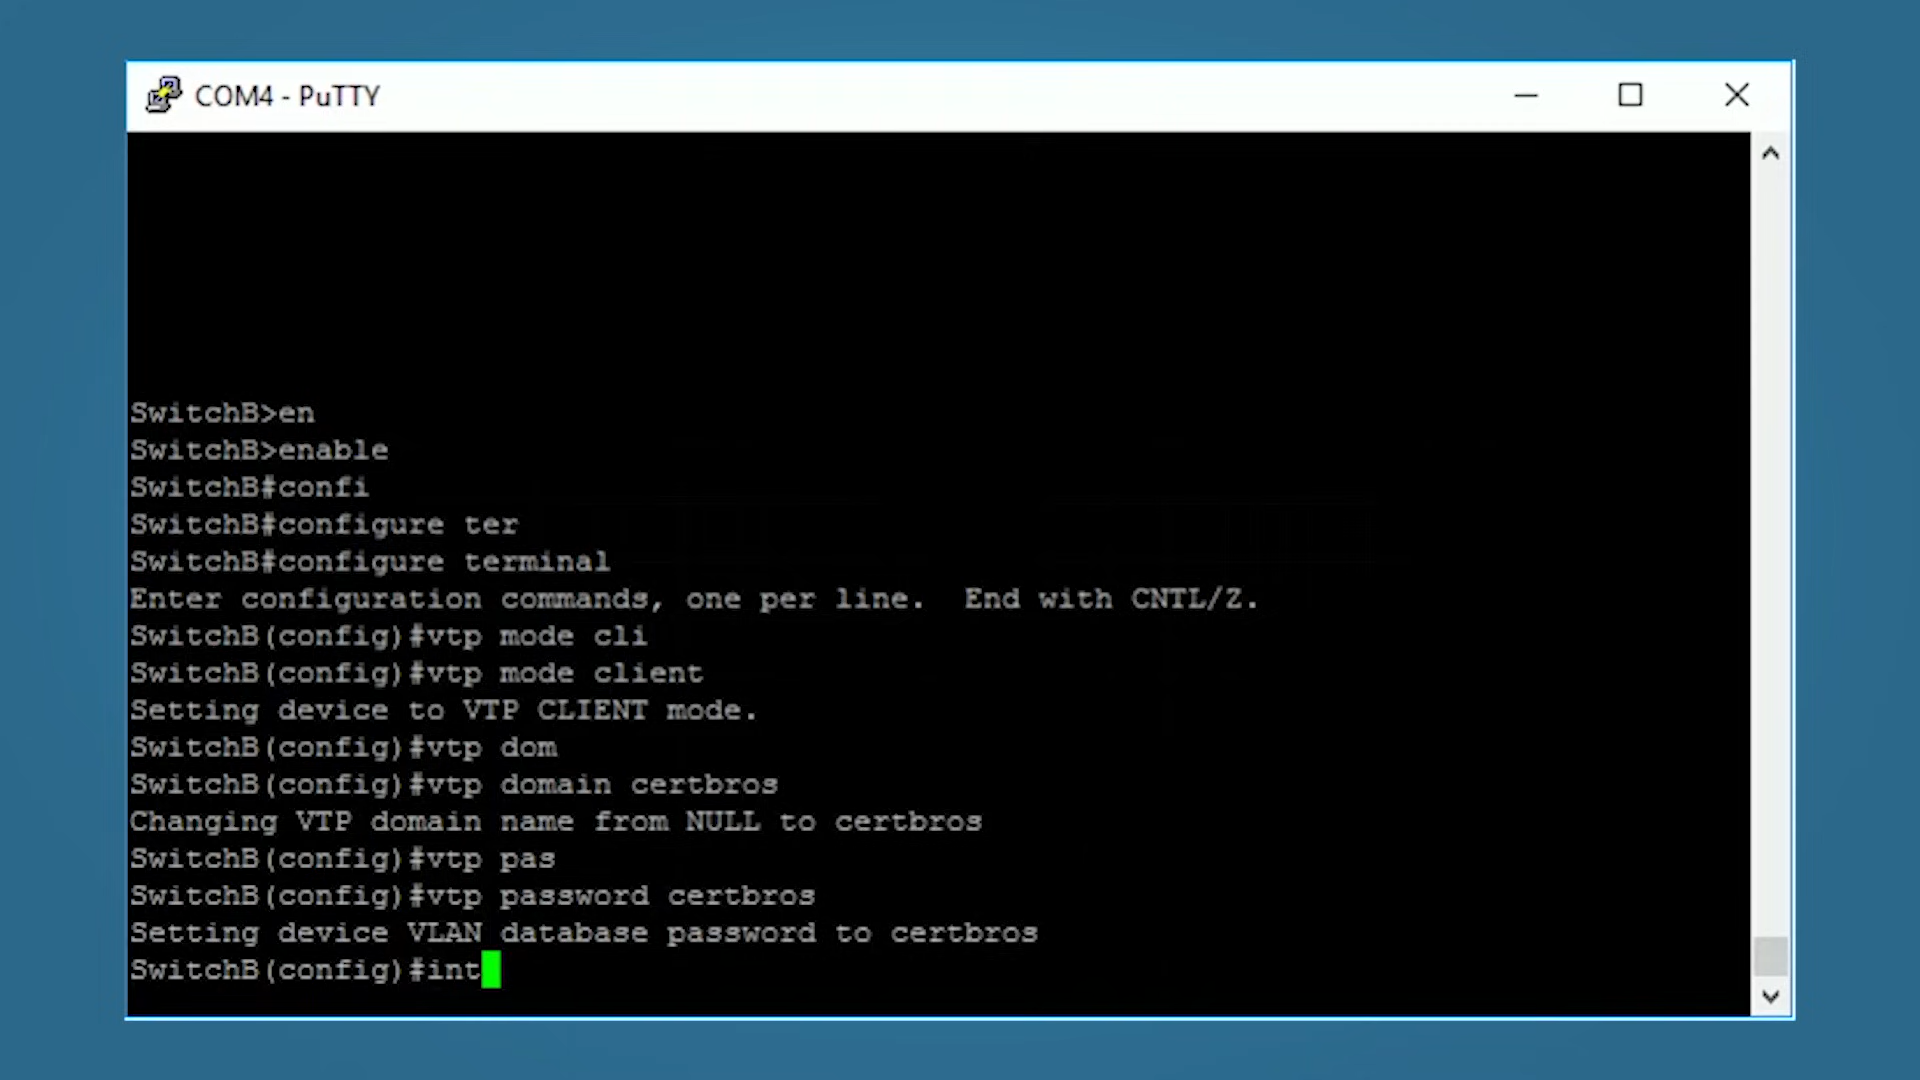 COM4 - PuTTY
SwitchB>en
SwitchB>enable
SwitchB#confi
SwitchB#configure ter
SwitchB#configure terminal
Enter configuration commands, one per line.  End with CNTL/Z.
SwitchB(config)#vtp mode cli
SwitchB(config)#vtp mode client
Setting device to VTP CLIENT mode.
SwitchB(config)#vtp dom
SwitchB(config)#vtp domain certbros
Changing VTP domain name from NULL to certbros
SwitchB(config)#vtp pas
SwitchB(config)#vtp password certbros
Setting device VLAN database password to certbros
SwitchB(config)#int